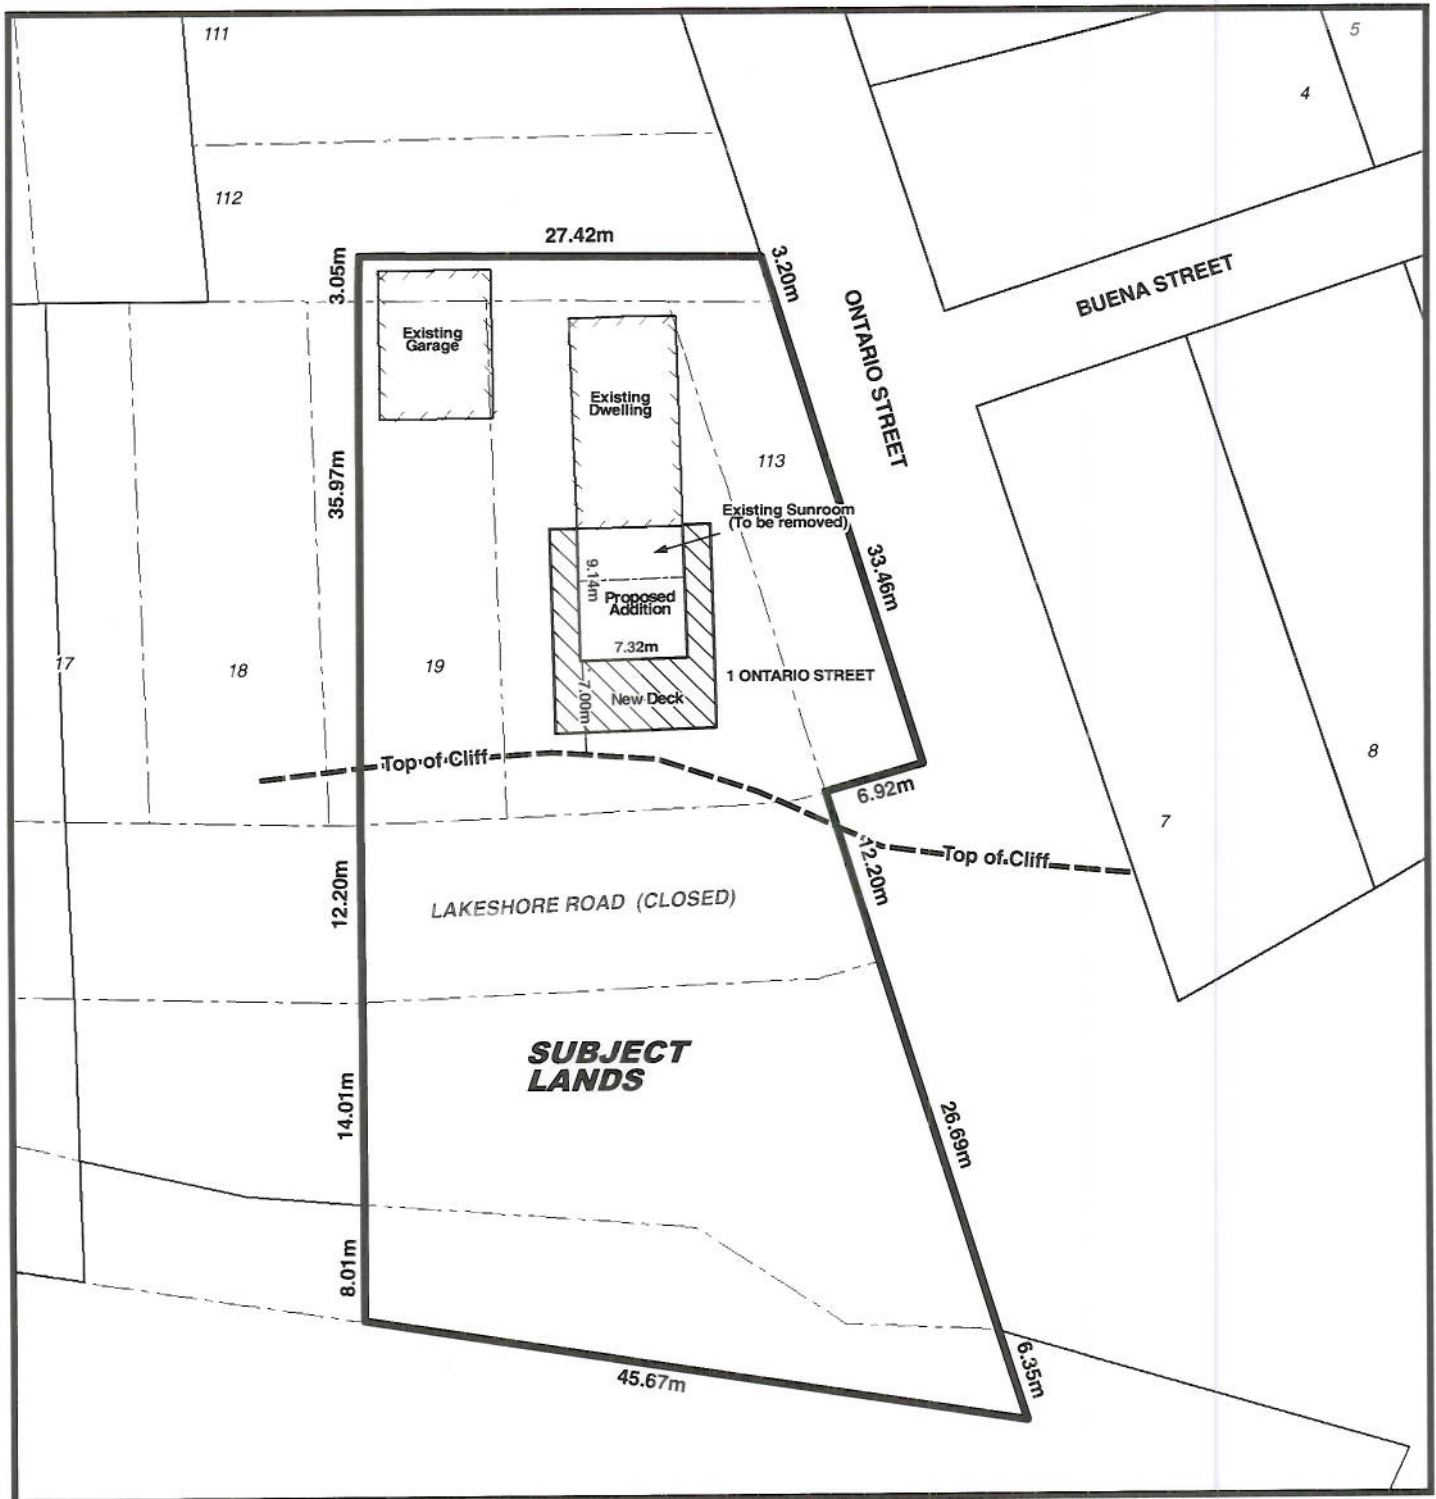 111
5
4
112
27.42m
3.05m
3.20m
BUENA STREET
ONTARIO STREET
Existing
Garage
Existing
Dwelling
113
35.97m
Existing Sunroom
(To be removed)
33.46m
9.14m
Proposed
Addition
7.32m
17
18
19
1 ONTARIO STREET
7.00m
New Deck
8
Top of Cliff
6.92m
7
12.20m
Top of Cliff
12.20m
LAKESHORE ROAD (CLOSED)
SUBJECT
LANDS
14.01m
26.69m
8.01m
6.35m
45.67m